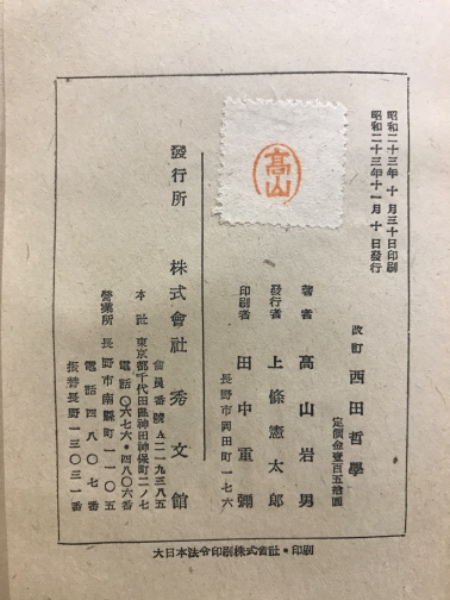 昭和二十三年十月三十日印刷
昭和二十三年十一月十日發行
改訂 西田哲學
定價金壹百五拾圓
著者 高山岩男
發行者 上條憲太郎
印刷者 田中重彌
長野市岡田町一七六
高山
發行所 株式會社 秀文館
會員番號A二一九三八五
本社 東京都千代田區神田神保町二ノ七
電話〇六七六・四八〇六番
營業所 長野市南縣町一一〇五
電話四八〇七番
振替長野一三〇三一番
大日本法令印刷株式會社・印刷